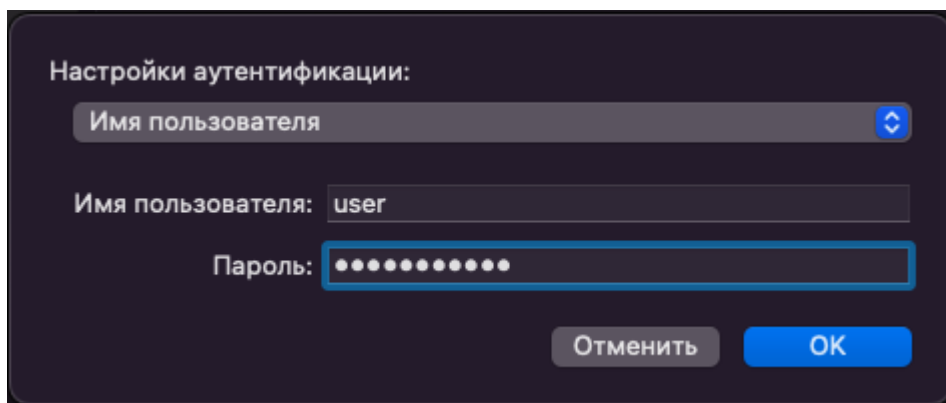 Настройки аутентификации:
Имя пользователя
Имя пользователя: user
Пароль: ●●●●●●●●●●●
Отменить OK